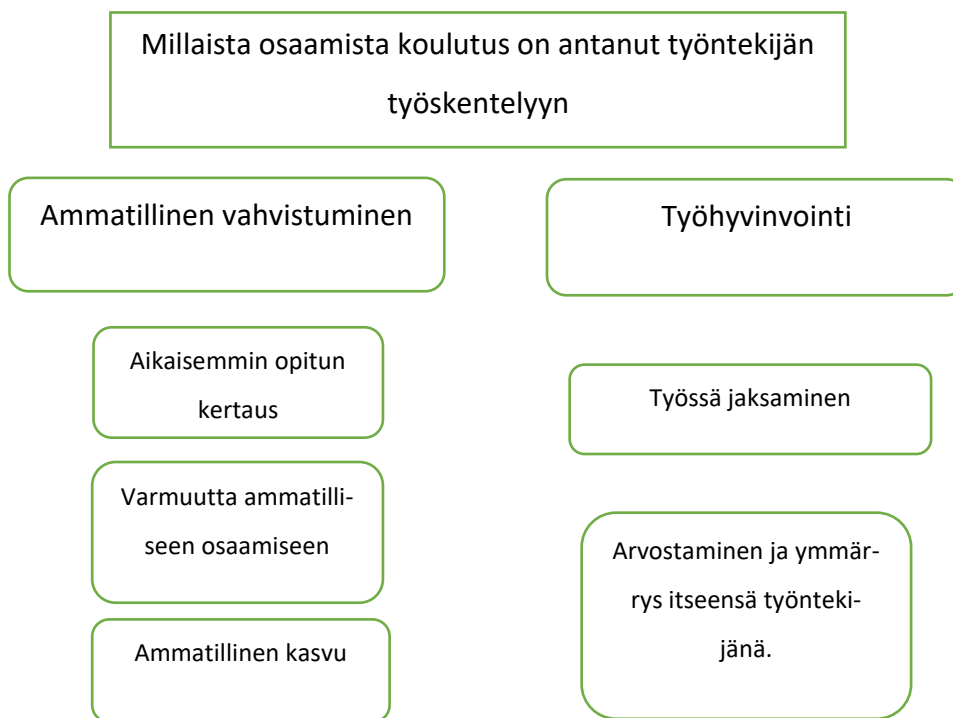 Millaista osaamista koulutus on antanut työntekijän
työskentelyyn
Ammatillinen vahvistuminen
Työhyvinvointi
Aikaisemmin opitun
kertaus
Työssä jaksaminen
Varmuutta ammatilli-
seen osaamiseen
Arvostaminen ja ymmär-
rys itseensä työnteki-
jänä.
Ammatillinen kasvu